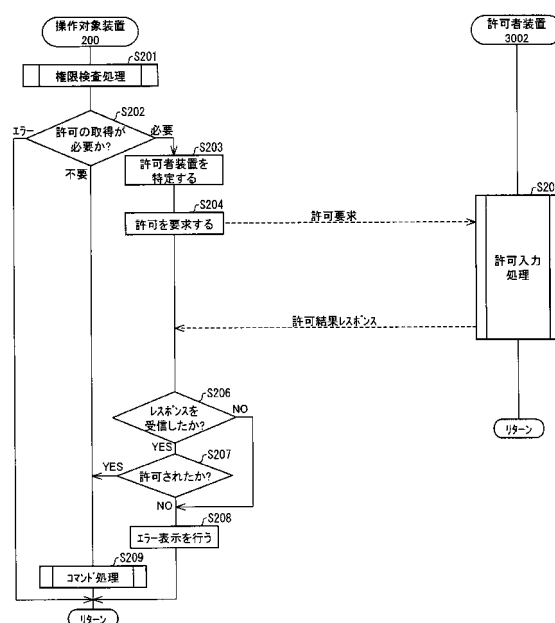 操作対象装置
200
S201
権限検査処理
S202
許可の取得が
必要か?
エラー
必要
不要
S203
許可者装置を
特定する
S204
許可を要求する
許可要求
許可者装置
3002
S20
許可入力
処理
許可結果レスポンス
リターン
S206
レスポンスを
受信したか?
NO
YES
S207
許可されたか?
YES
NO
S208
エラー表示を行う
S209
コマンド処理
リターン